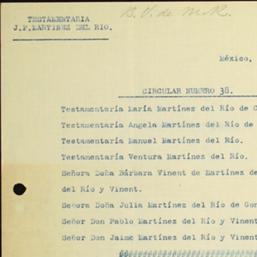 B. V. de M. R.
TESTAMENTARIA
J.P.MARTINEZ DEL RIO.
México,
CIRCULAR NUMERO 38.
Testamentaría María Martínez del Río de C
Testamentaría Angela Martínez del Río de
Testamentaría Manuel Martínez del Río.
Testamentaría Ventura Martínez del Río.
Señora Doña Bárbara Vinent de Martínez de
del Río y Vinent.
Señora Doña Julia Martínez del Río de Gon
Señor Don Pablo Martínez del Río y Vinent
Señor Don Jaime Martínez del Río y Vinent